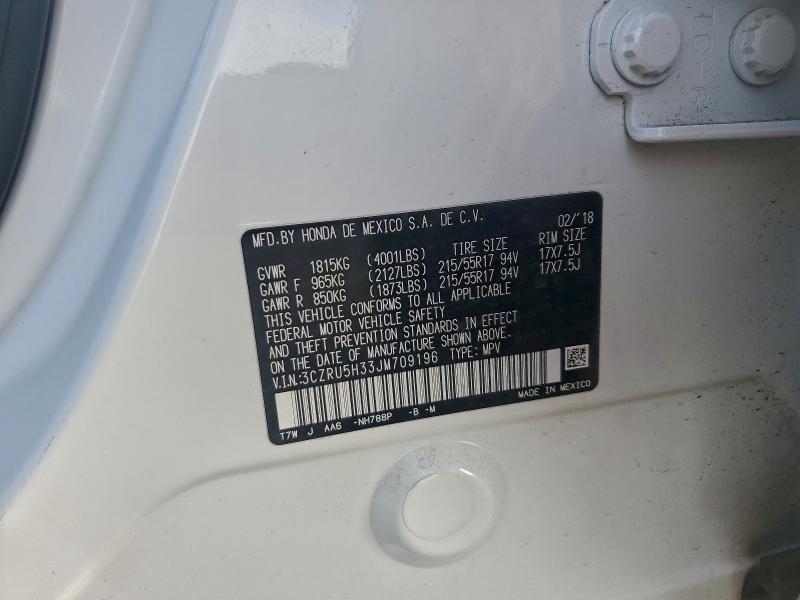 MFD.BY HONDA DE MEXICO S.A. DE C.V. 02/'18
GVWR 1815KG (4001LBS) TIRE SIZE RIM SIZE
GAWR F 965KG (2127LBS) 215/55R17 94V 17X7.5J
GAWR R 850KG (1873LBS) 215/55R17 94V 17X7.5J
THIS VEHICLE CONFORMS TO ALL APPLICABLE
FEDERAL MOTOR VEHICLE SAFETY
AND THEFT PREVENTION STANDARDS IN EFFECT
ON THE DATE OF MANUFACTURE SHOWN ABOVE.
V.I.N:3CZRU5H33JM709196 TYPE: MPV
MADE IN MEXICO
T7W J AA6 -NH788P -B -M